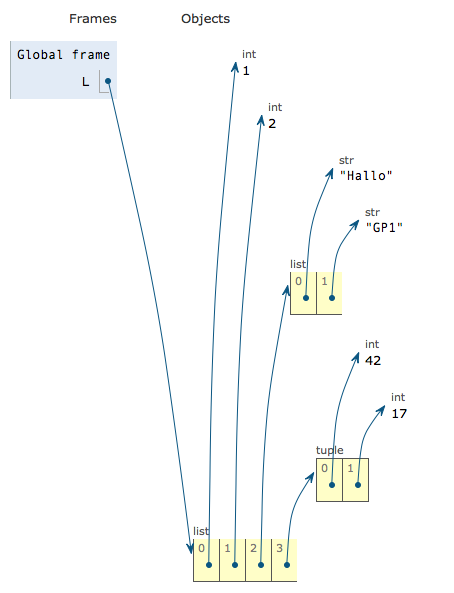 Frames Objects
Global frame
L
int
1
int
2
str
"Hallo"
str
"GP1"
list
0 1
int
42
int
17
tuple
0 1
list
0 1 2 3